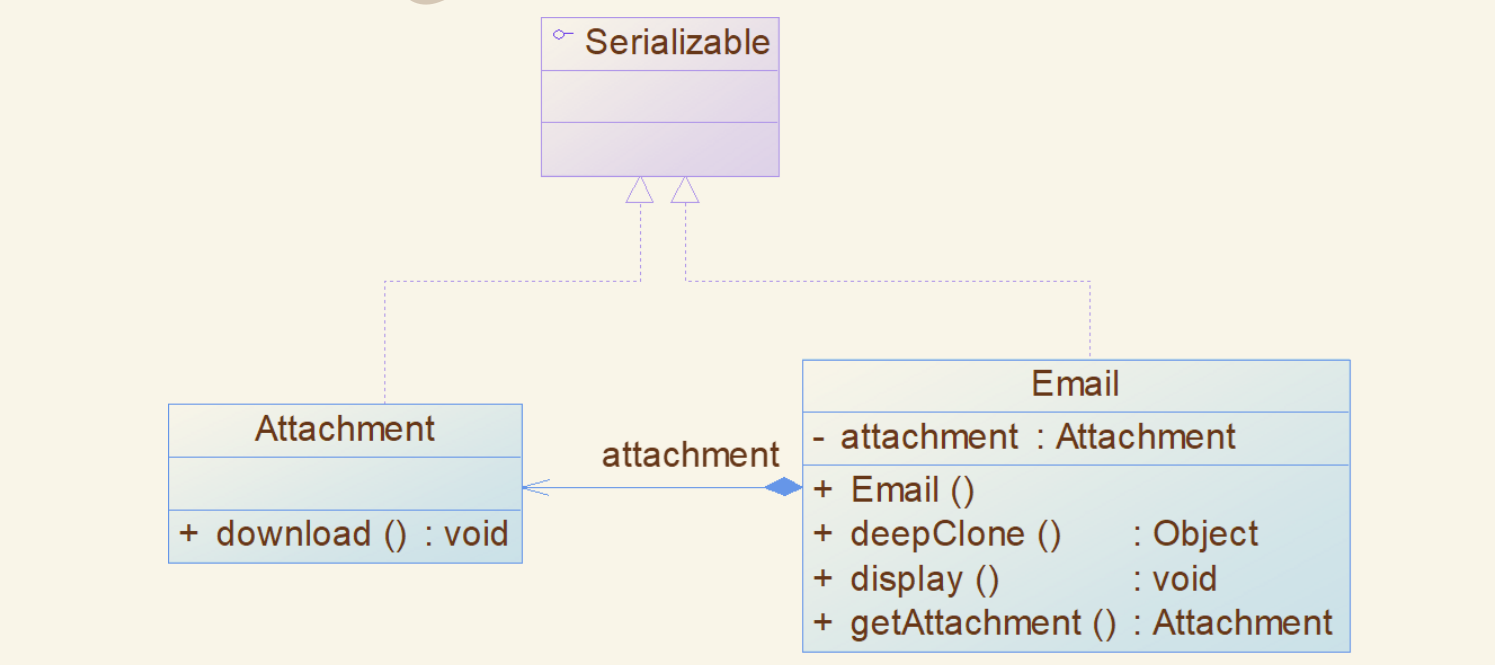 Serializable
Attachment
+ download () : void
attachment
Email
- attachment : Attachment
+ Email ()
+ deepClone () : Object
+ display () : void
+ getAttachment () : Attachment